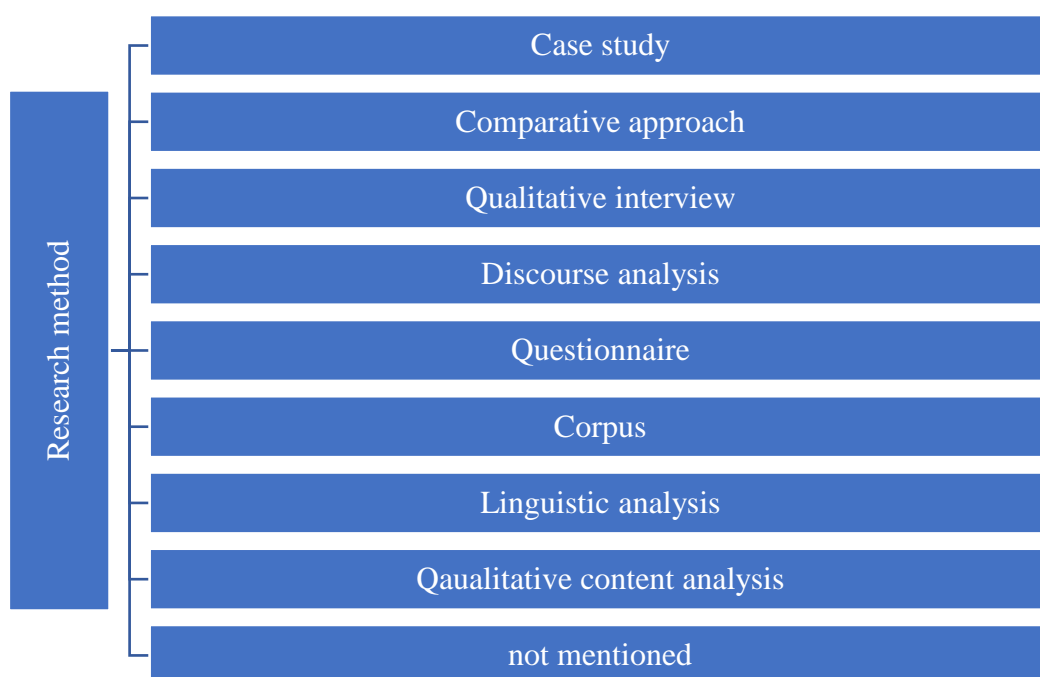 Research method
Case study
Comparative approach
Qualitative interview
Discourse analysis
Questionnaire
Corpus
Linguistic analysis
Qaualitative content analysis
not mentioned